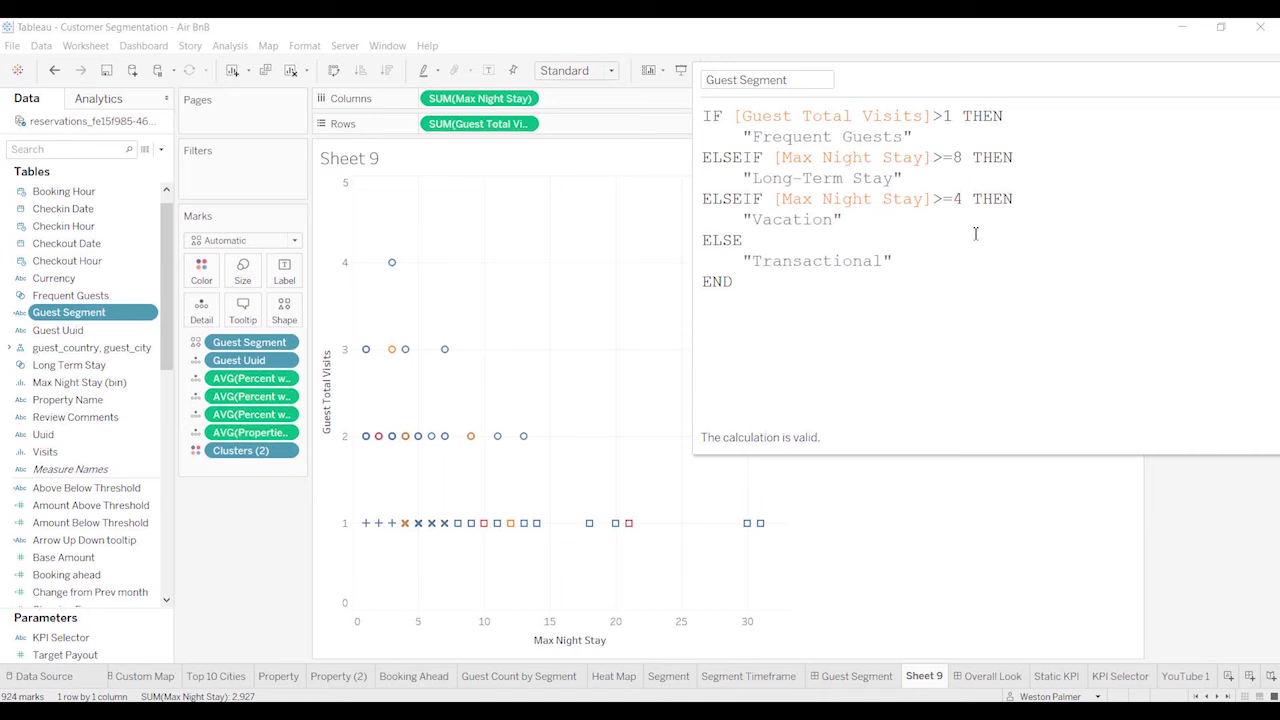 Tableau - Customer Segmentation - Air BnB
File Data Worksheet Dashboard Story Analysis Map Format Server Window Help
Standard
Data Analytics
reservations_fe15f985-46...
Search
Tables
Booking Hour
Checkin Date
Checkin Hour
Checkout Date
Checkout Hour
Currency
Frequent Guests
Guest Segment
Guest Uuid
guest_country, guest_city
Long Term Stay
Max Night Stay (bin)
Property Name
Review Comments
Uuid
Visits
Measure Names
Above Below Threshold
Amount Above Threshold
Amount Below Threshold
Arrow Up Down tooltip
Base Amount
Booking ahead
Change from Prev month
Parameters
KPI Selector
Target Payout
Pages
Filters
Marks
Automatic
Color Size Label
Detail Tooltip Shape
Guest Segment
Guest Uuid
AVG(Percent w..
AVG(Percent w..
AVG(Percent w..
AVG(Propertie..
Clusters (2)
Columns SUM(Max Night Stay)
Rows SUM(Guest Total Vi..
Sheet 9
5
4
3
2
1
0
Guest Total Visits
0 5 10 15 20 25 30
Max Night Stay
Guest Segment
IF [Guest Total Visits]>1 THEN
"Frequent Guests"
ELSEIF [Max Night Stay]>=8 THEN
"Long-Term Stay"
ELSEIF [Max Night Stay]>=4 THEN
"Vacation"
ELSE
"Transactional"
END
The calculation is valid.
Data Source Custom Map Top 10 Cities Property Property (2) Booking Ahead Guest Count by Segment Heat Map Segment Segment Timeframe Guest Segment Sheet 9 Overall Look Static KPI KPI Selector YouTube 1
924 marks 1 row by 1 column SUM(Max Night Stay): 2,927 Weston Palmer